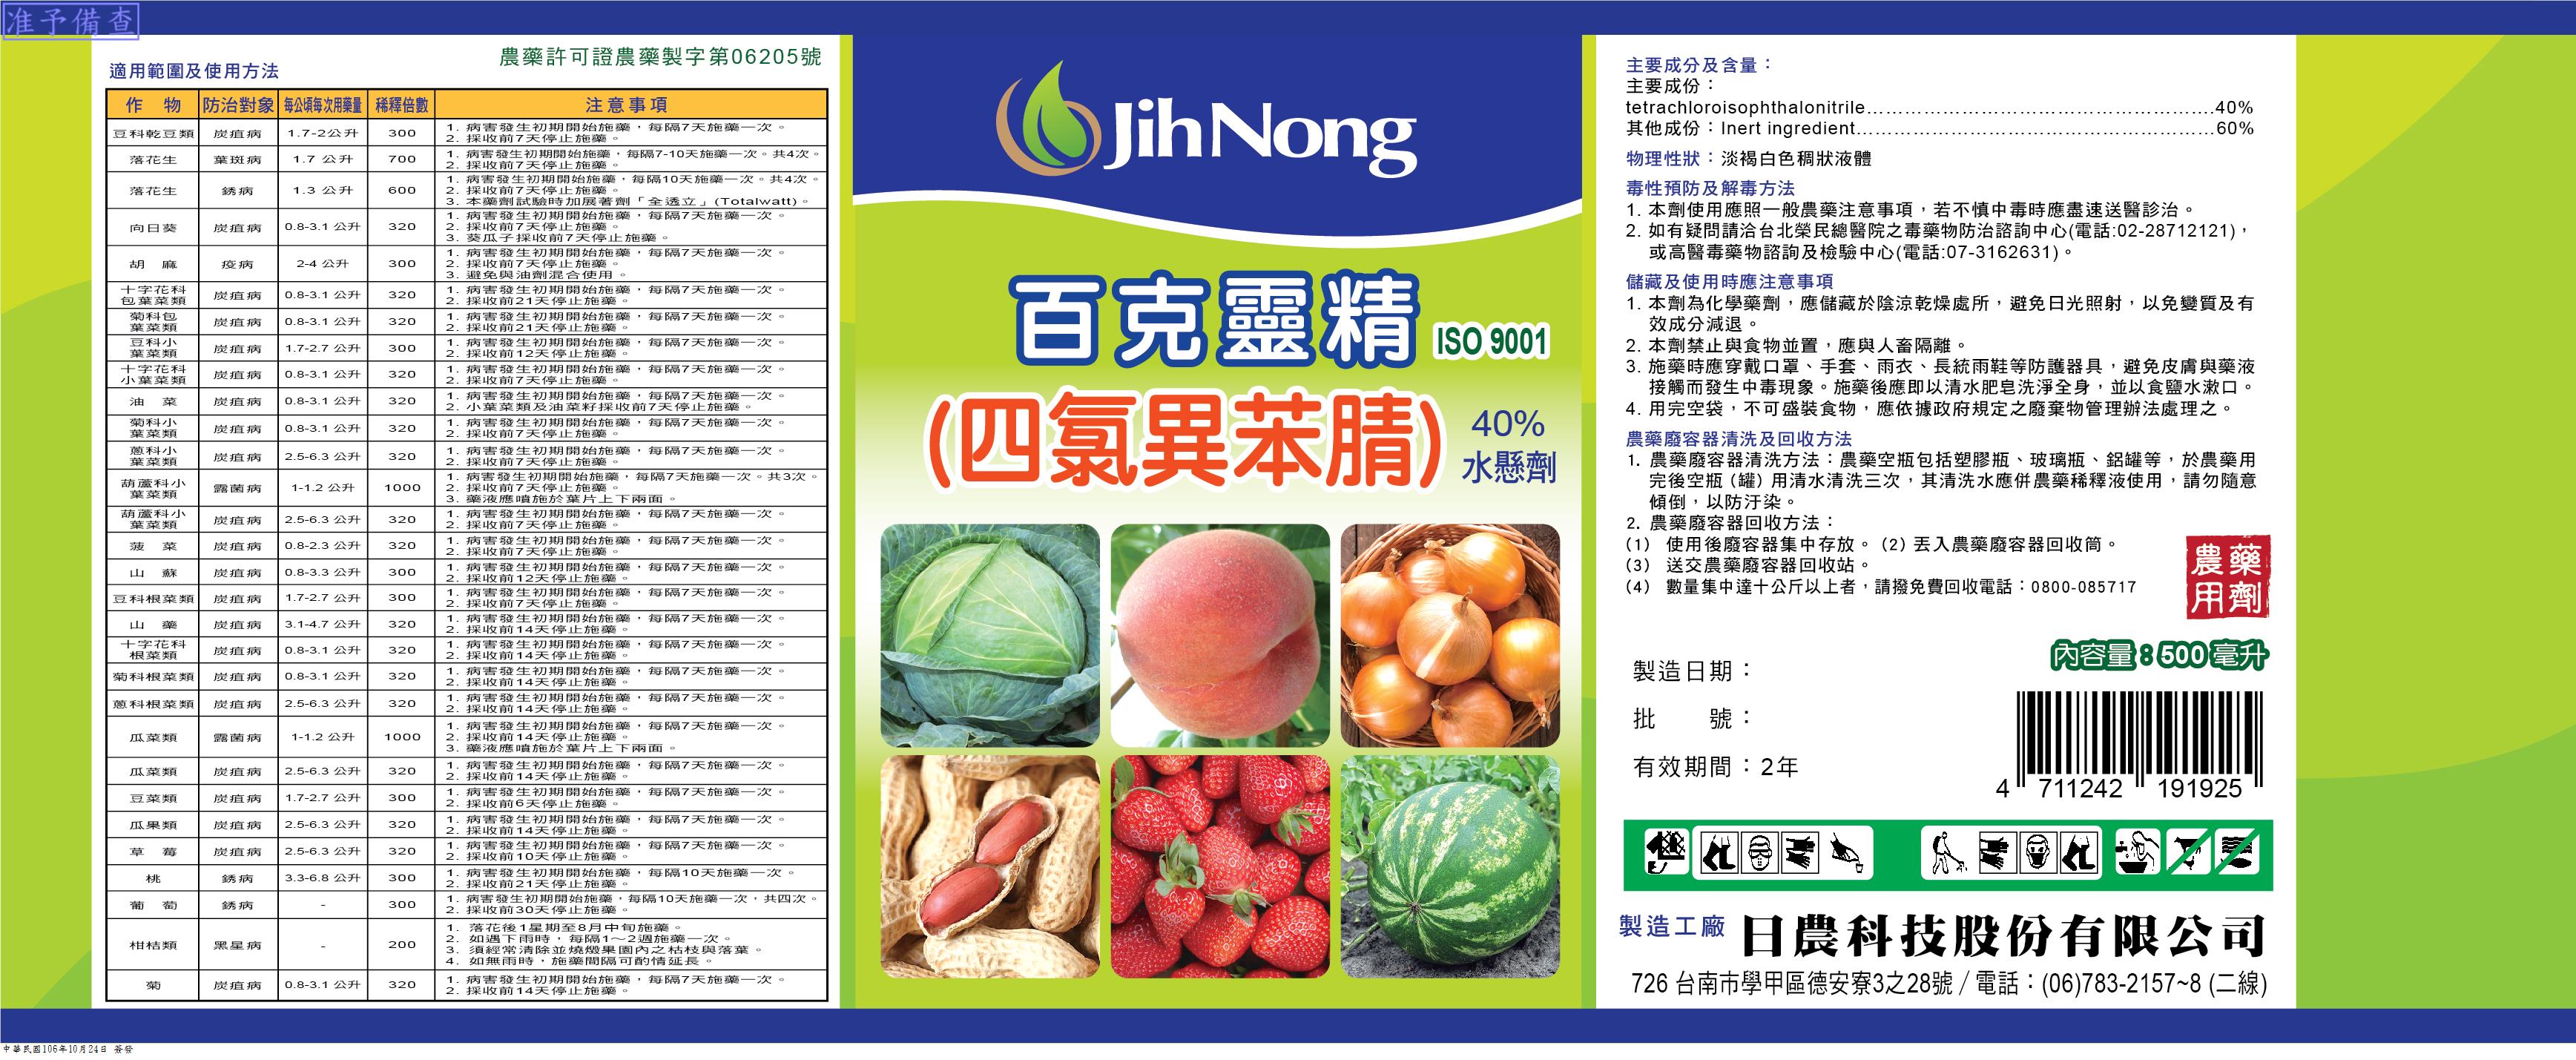 准予備查
適用範圍及使用方法
農藥許可證農藥製字第06205號
作 物 防治對象 每公頃每次用藥量 稀釋倍數 注意事項
豆科乾豆類 炭疽病 1.7-2公升 300 1. 病害發生初期開始施藥，每隔7天施藥一次。
2. 採收前7天停止施藥。
落花生 葉斑病 1.7 公升 700 1. 病害發生初期開始施藥，每隔7-10天施藥一次。共4次。
2. 採收前7天停止施藥。
落花生 銹病 1.3 公升 600 1. 病害發生初期開始施藥，每隔10天施藥一次。共4次。
2. 採收前7天停止施藥。
3. 本藥劑試驗時加展著劑「全透立」(Totalwatt)。
向日葵 炭疽病 0.8-3.1 公升 320 1. 病害發生初期開始施藥，每隔7天施藥一次。
2. 採收前7天停止施藥。
3. 葵瓜子採收前7天停止施藥。
胡 麻 疫病 2-4 公升 300 1. 病害發生初期開始施藥，每隔7天施藥一次。
2. 採收前7天停止施藥。
3. 避免與油劑混合使用。
十字花科包葉菜類 炭疽病 0.8-3.1 公升 320 1. 病害發生初期開始施藥，每隔7天施藥一次。
2. 採收前21天停止施藥。
菊科包葉菜類 炭疽病 0.8-3.1 公升 320 1. 病害發生初期開始施藥，每隔7天施藥一次。
2. 採收前21天停止施藥。
豆科小葉菜類 炭疽病 1.7-2.7 公升 300 1. 病害發生初期開始施藥，每隔7天施藥一次。
2. 採收前12天停止施藥。
十字花科小葉菜類 炭疽病 0.8-3.1 公升 320 1. 病害發生初期開始施藥，每隔7天施藥一次。
2. 採收前7天停止施藥。
油 菜 炭疽病 0.8-3.1 公升 320 1. 病害發生初期開始施藥，每隔7天施藥一次。
2. 小葉菜類及油菜籽採收前7天停止施藥。
菊科小葉菜類 炭疽病 0.8-3.1 公升 320 1. 病害發生初期開始施藥，每隔7天施藥一次。
2. 採收前7天停止施藥。
蔥科小葉菜類 炭疽病 2.5-6.3 公升 320 1. 病害發生初期開始施藥，每隔7天施藥一次。
2. 採收前7天停止施藥。
葫蘆科小葉菜類 露菌病 1-1.2 公升 1000 1. 病害發生初期開始施藥，每隔7天施藥一次。共3次。
2. 採收前7天停止施藥。
3. 藥液應噴施於葉片上下兩面。
葫蘆科小葉菜類 炭疽病 2.5-6.3 公升 320 1. 病害發生初期開始施藥，每隔7天施藥一次。
2. 採收前7天停止施藥。
菠 菜 炭疽病 0.8-2.3 公升 320 1. 病害發生初期開始施藥，每隔7天施藥一次。
2. 採收前7天停止施藥。
山 蘇 炭疽病 0.8-3.3 公升 300 1. 病害發生初期開始施藥，每隔7天施藥一次。
2. 採收前12天停止施藥。
豆科根菜類 炭疽病 1.7-2.7 公升 300 1. 病害發生初期開始施藥，每隔7天施藥一次。
2. 採收前7天停止施藥。
山 藥 炭疽病 3.1-4.7 公升 320 1. 病害發生初期開始施藥，每隔7天施藥一次。
2. 採收前14天停止施藥。
十字花科根菜類 炭疽病 0.8-3.1 公升 320 1. 病害發生初期開始施藥，每隔7天施藥一次。
2. 採收前14天停止施藥。
菊科根菜類 炭疽病 0.8-3.1 公升 320 1. 病害發生初期開始施藥，每隔7天施藥一次。
2. 採收前14天停止施藥。
蔥科根菜類 炭疽病 2.5-6.3 公升 320 1. 病害發生初期開始施藥，每隔7天施藥一次。
2. 採收前14天停止施藥。
瓜菜類 露菌病 1-1.2 公升 1000 1. 病害發生初期開始施藥，每隔7天施藥一次。
2. 採收前14天停止施藥。
3. 藥液應噴施於葉片上下兩面。
瓜菜類 炭疽病 2.5-6.3 公升 320 1. 病害發生初期開始施藥，每隔7天施藥一次。
2. 採收前14天停止施藥。
豆菜類 炭疽病 1.7-2.7 公升 300 1. 病害發生初期開始施藥，每隔7天施藥一次。
2. 採收前6天停止施藥。
瓜果類 炭疽病 2.5-6.3 公升 320 1. 病害發生初期開始施藥，每隔7天施藥一次。
2. 採收前14天停止施藥。
草 莓 炭疽病 2.5-6.3 公升 320 1. 病害發生初期開始施藥，每隔7天施藥一次。
2. 採收前10天停止施藥。
桃 銹病 3.3-6.8 公升 300 1. 病害發生初期開始施藥，每隔10天施藥一次。
2. 採收前21天停止施藥。
葡 萄 銹病 - 300 1. 病害發生初期開始施藥，每隔10天施藥一次，共四次。
2. 採收前30天停止施藥。
柑桔類 黑星病 - 200 1. 落花後1星期至8月中旬施藥。
2. 如遇下雨時，每隔1～2週施藥一次。
3. 須經常清除並燒燬果園內之枯枝與落葉。
4. 如無雨時，施藥間隔可酌情延長。
菊 炭疽病 0.8-3.1 公升 320 1. 病害發生初期開始施藥，每隔7天施藥一次。
2. 採收前14天停止施藥。
Jih Nong
百克靈精 ISO 9001
(四氯異苯腈) 40%
水懸劑
主要成分及含量：
主要成份：
tetrachloroisophthalonitrile……………………………………………….40%
其他成份：Inert ingredient…………………………………………………60%
物理性狀：淡褐白色稠狀液體
毒性預防及解毒方法
1. 本劑使用應照一般農藥注意事項，若不慎中毒時應盡速送醫診治。
2. 如有疑問請洽台北榮民總醫院之毒藥物防治諮詢中心(電話:02-28712121)，
或高醫毒藥物諮詢及檢驗中心(電話:07-3162631)。
儲藏及使用時應注意事項
1. 本劑為化學藥劑，應儲藏於陰涼乾燥處所，避免日光照射，以免變質及有
效成分減退。
2. 本劑禁止與食物並置，應與人畜隔離。
3. 施藥時應穿戴口罩、手套、雨衣、長統雨鞋等防護器具，避免皮膚與藥液
接觸而發生中毒現象。施藥後應即以清水肥皂洗淨全身，並以食鹽水漱口。
4. 用完空袋，不可盛裝食物，應依據政府規定之廢棄物管理辦法處理之。
農藥廢容器清洗及回收方法
1. 農藥廢容器清洗方法：農藥空瓶包括塑膠瓶、玻璃瓶、鋁罐等，於農藥用
完後空瓶 (罐) 用清水清洗三次，其清洗水應併農藥稀釋液使用，請勿隨意
傾倒，以防汙染。
2. 農藥廢容器回收方法：
(1) 使用後廢容器集中存放。(2) 丟入農藥廢容器回收筒。
(3) 送交農藥廢容器回收站。
(4) 數量集中達十公斤以上者，請撥免費回收電話：0800-085717
農藥
用劑
內容量：500毫升
製造日期：
批 號：
有效期間：2年
4 711242 191925
製造工廠 日農科技股份有限公司
726 台南市學甲區德安寮3之28號 / 電話：(06)783-2157~8 (二線)
中華民國106年10月24日 簽發